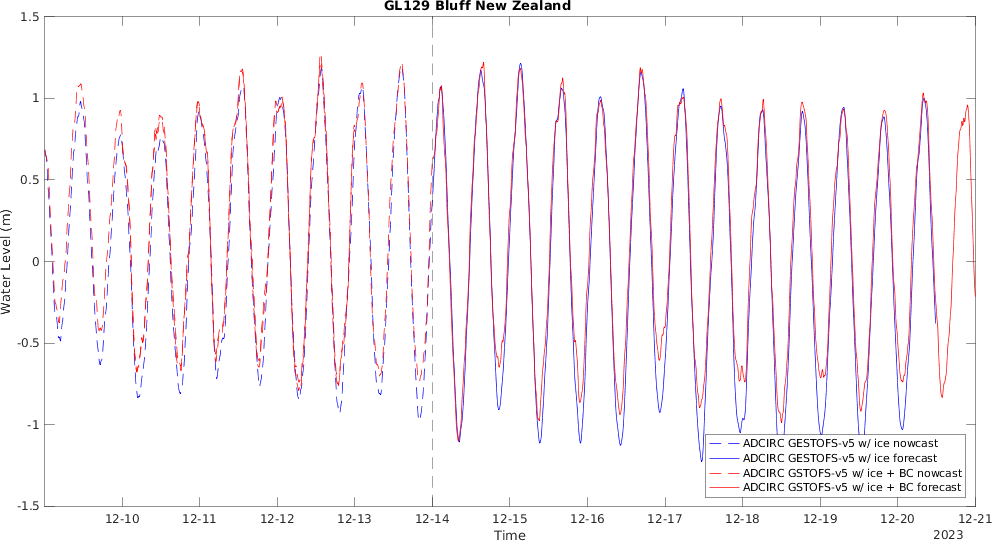 GL129 Bluff New Zealand
1.5
1
0.5
0
-0.5
-1
-1.5
Water Level (m)
ADCIRC GESTOFS-v5 w/ ice nowcast
ADCIRC GESTOFS-v5 w/ ice forecast
ADCIRC GSTOFS-v5 w/ ice + BC nowcast
ADCIRC GSTOFS-v5 w/ ice + BC forecast
12-10 12-11 12-12 12-13 12-14 12-15 12-16 12-17 12-18 12-19 12-20 12-21
Time
2023